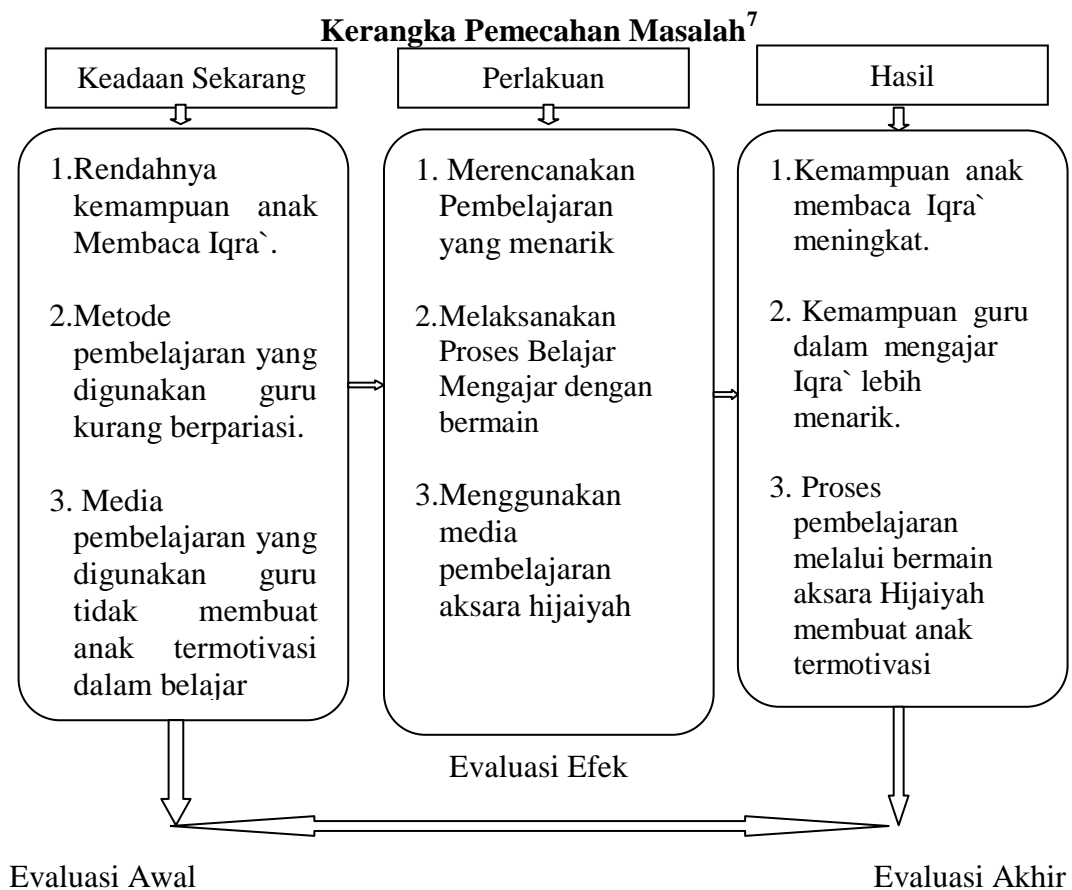 Kerangka Pemecahan Masalah7
Keadaan Sekarang
Perlakuan
Hasil
1.Rendahnya
kemampuan anak
Membaca Iqra`.
2.Metode
pembelajaran yang
digunakan guru
kurang berpariasi.
3. Media
pembelajaran yang
digunakan guru
tidak membuat
anak termotivasi
dalam belajar
1. Merencanakan
Pembelajaran
yang menarik
2.Melaksanakan
Proses Belajar
Mengajar dengan
bermain
3.Menggunakan
media
pembelajaran
aksara hijaiyah
1.Kemampuan anak
membaca Iqra`
meningkat.
2. Kemampuan guru
dalam mengajar
Iqra` lebih
menarik.
3. Proses
pembelajaran
melalui bermain
aksara Hijaiyah
membuat anak
termotivasi
Evaluasi Efek
Evaluasi Awal
Evaluasi Akhir